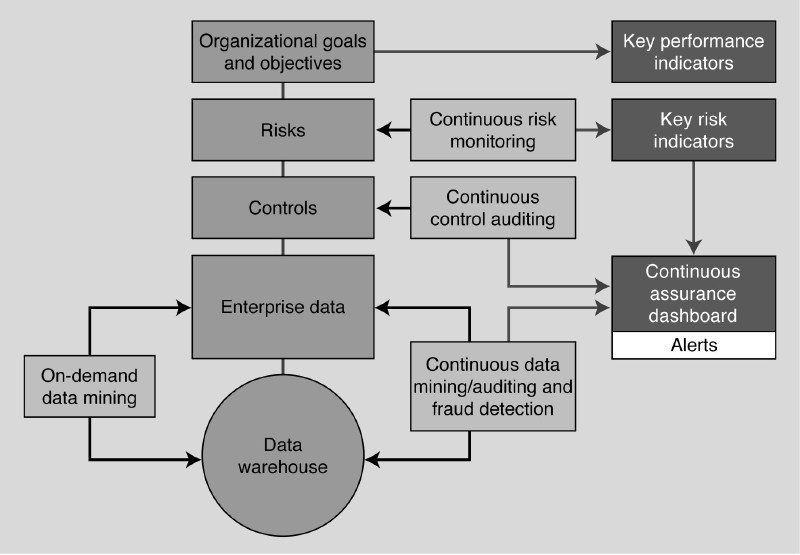 Organizational goals
and objectives
Key performance
indicators
Risks
Continuous risk
monitoring
Key risk
indicators
Controls
Continuous
control auditing
Enterprise data
Continuous
assurance
dashboard
Alerts
On-demand
data mining
Continuous data
mining/auditing and
fraud detection
Data
warehouse